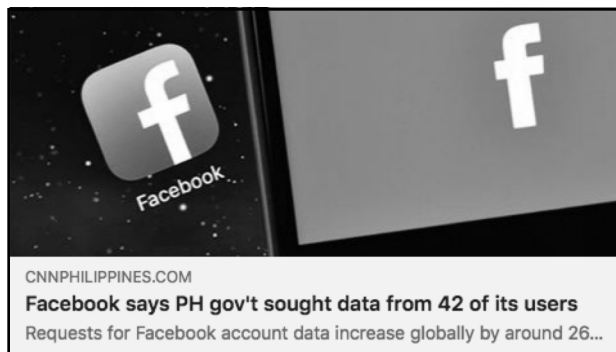 f
f
Facebook
CNNPHILIPPINES.COM
Facebook says PH gov't sought data from 42 of its users
Requests for Facebook account data increase globally by around 26...